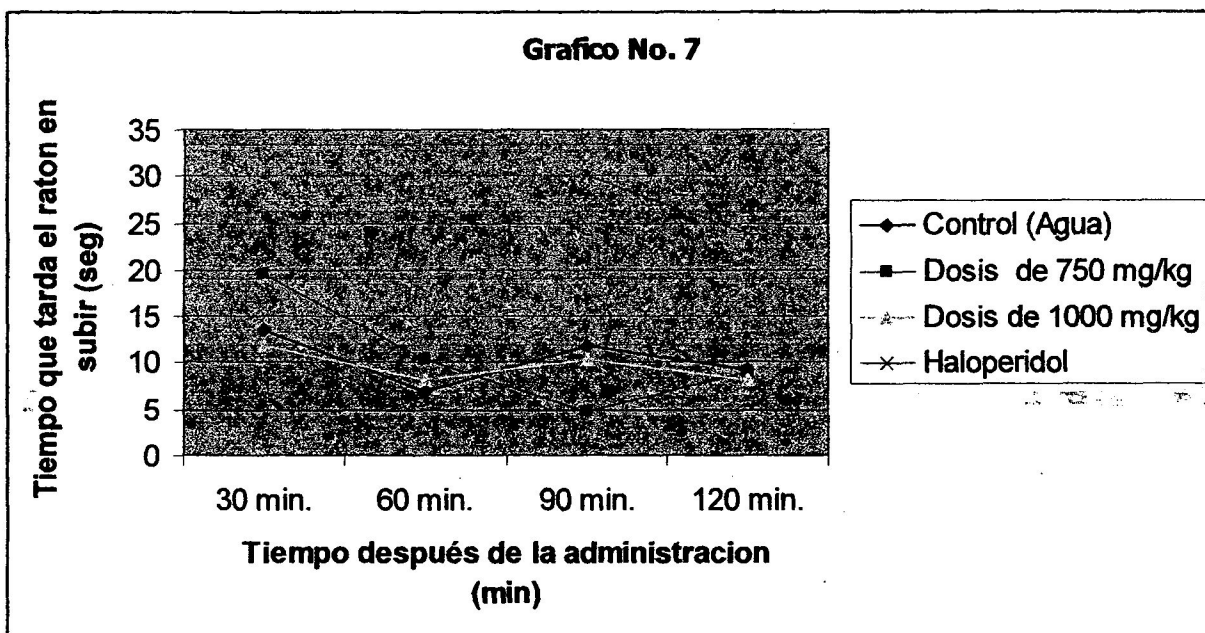 Grafico No. 7
Tiempo que tarda el raton en
subir (seg)
35
30
25
20
15
10
5
0
30 min.
60 min.
90 min.
120 min.
Tiempo después de la administracion
(min)
Control (Agua)
Dosis de 750 mg/kg
Dosis de 1000 mg/kg
Haloperidol